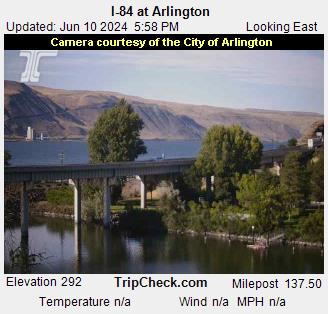 I-84 at Arlington
Updated: Jun 10 2024 5:58 PM Looking East
Camera courtesy of the City of Arlington
Elevation 292 TripCheck.com Milepost 137.50
Temperature n/a Wind n/a MPH n/a